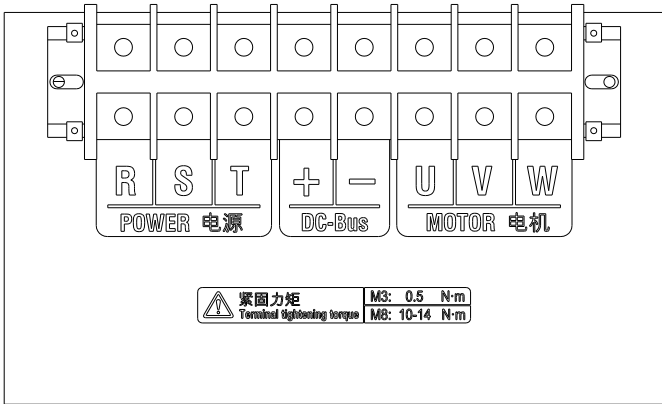 R S T + − U V W
POWER 电源 DC-Bus MOTOR 电机
紧固力矩 M3: 0.5 N·m
Terminal tightening torque M8: 10-14 N·m